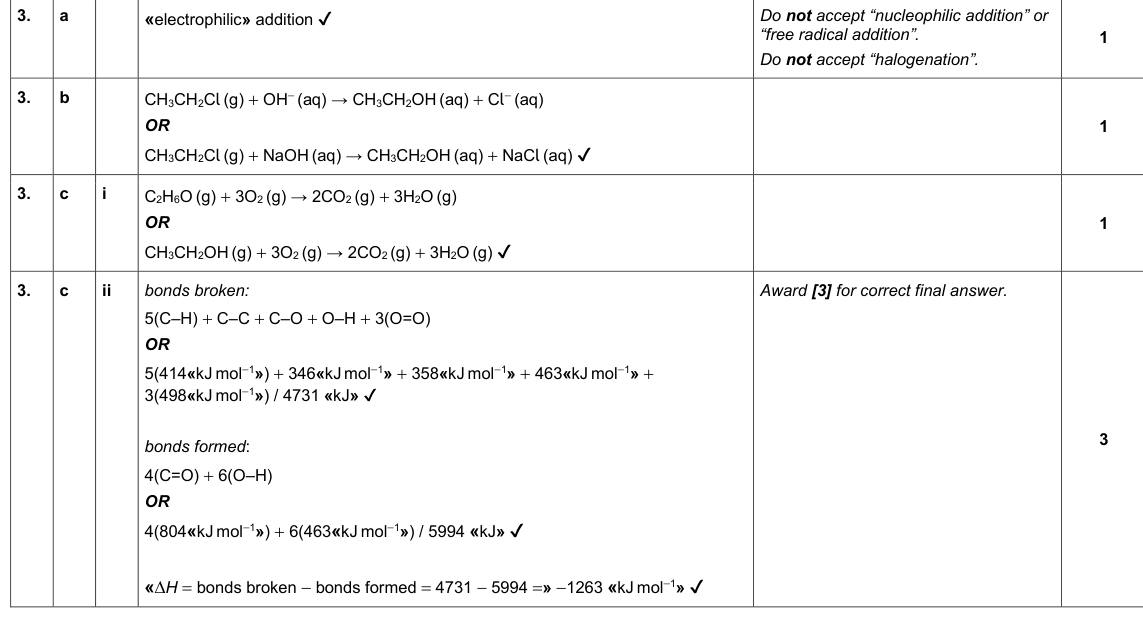 3. a «electrophilic» addition ✓ Do not accept “nucleophilic addition” or
“free radical addition”.
Do not accept “halogenation”.
1
3. b CH₃CH₂Cl (g) + OH⁻ (aq) → CH₃CH₂OH (aq) + Cl⁻ (aq)
OR
CH₃CH₂Cl (g) + NaOH (aq) → CH₃CH₂OH (aq) + NaCl (aq) ✓
1
3. c i C₂H₆O (g) + 3O₂ (g) → 2CO₂ (g) + 3H₂O (g)
OR
CH₃CH₂OH (g) + 3O₂ (g) → 2CO₂ (g) + 3H₂O (g) ✓
1
3. c ii bonds broken: Award [3] for correct final answer.
5(C–H) + C–C + C–O + O–H + 3(O=O)
OR
5(414«kJ mol⁻¹») + 346«kJ mol⁻¹» + 358«kJ mol⁻¹» + 463«kJ mol⁻¹» +
3(498«kJ mol⁻¹») / 4731 «kJ» ✓
bonds formed:
3
4(C=O) + 6(O–H)
OR
4(804«kJ mol⁻¹») + 6(463«kJ mol⁻¹») / 5994 «kJ» ✓
«ΔH = bonds broken – bonds formed = 4731 – 5994 =» –1263 «kJ mol⁻¹» ✓